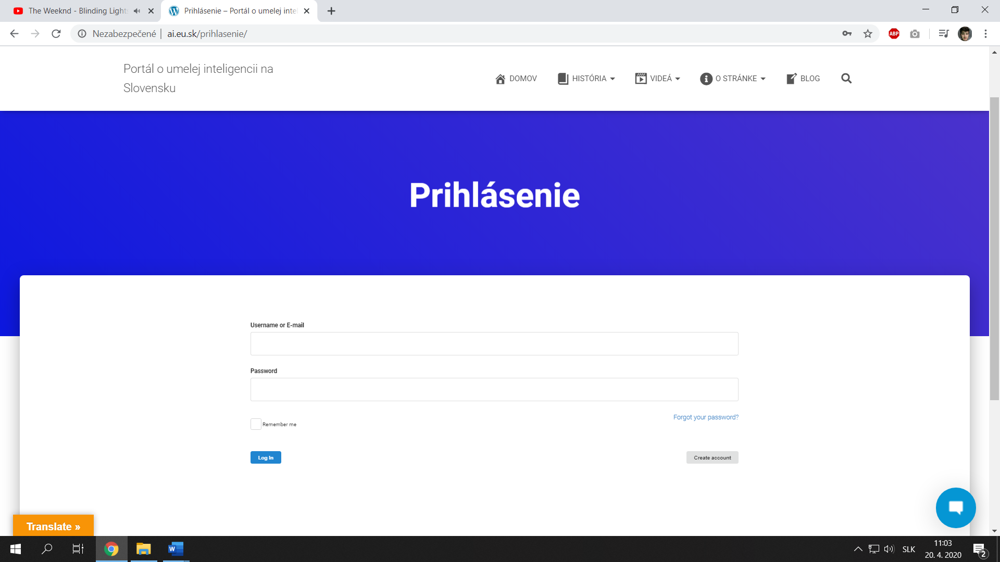 The Weeknd - Blinding Light
Prihlásenie – Portál o umelej inte
Nezabezpečené | ai.eu.sk/prihlasenie/
ABP
Portál o umelej inteligencii na
Slovensku
DOMOV
HISTÓRIA
VIDEÁ
O STRÁNKE
BLOG
Prihlásenie
Username or E-mail
Password
Forgot your password?
Remember me
Log In
Create account
Translate »
W
SLK
11:03
20. 4. 2020
2